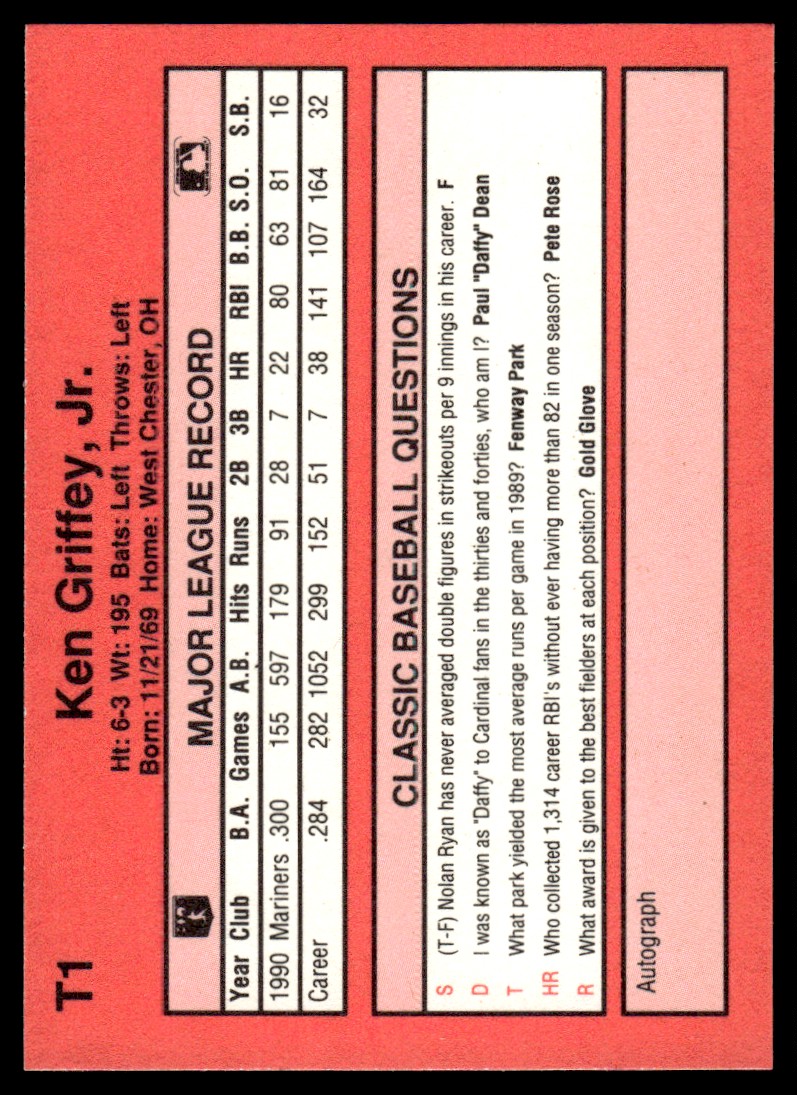 T1
Ken Griffey, Jr.
Ht: 6-3 Wt: 195 Bats: Left Throws: Left
Born: 11/21/69 Home: West Chester, OH
MAJOR LEAGUE RECORD
Year Club B.A. Games A.B. Hits Runs 2B 3B HR RBI B.B. S.O. S.B.
1990 Mariners .300 155 597 179 91 28 7 22 80 63 81 16
Career .284 282 1052 299 152 51 7 38 141 107 164 32
CLASSIC BASEBALL QUESTIONS
S (T-F) Nolan Ryan has never averaged double figures in strikeouts per 9 innings in his career. F
D I was known as "Daffy" to Cardinal fans in the thirties and forties, who am I? Paul "Daffy" Dean
T What park yielded the most average runs per game in 1989? Fenway Park
HR Who collected 1,314 career RBI's without ever having more than 82 in one season? Pete Rose
R What award is given to the best fielders at each position? Gold Glove
Autograph